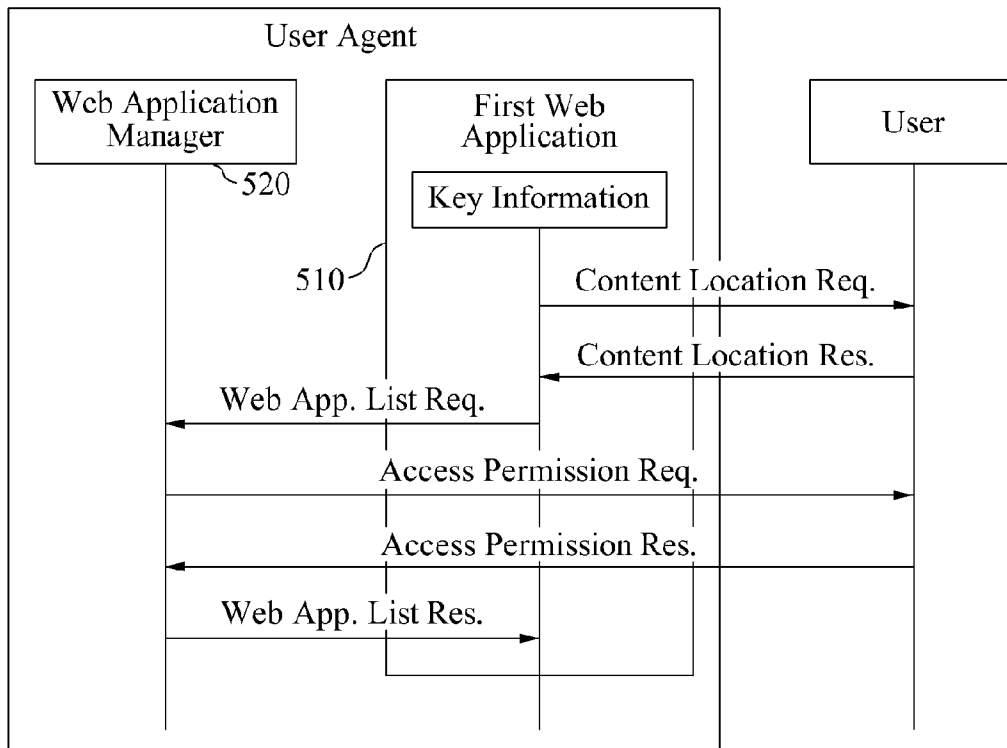 User Agent
Web Application
Manager
520
First Web
Application
Key Information
User
510
Content Location Req.
Content Location Res.
Web App. List Req.
Access Permission Req.
Access Permission Res.
Web App. List Res.